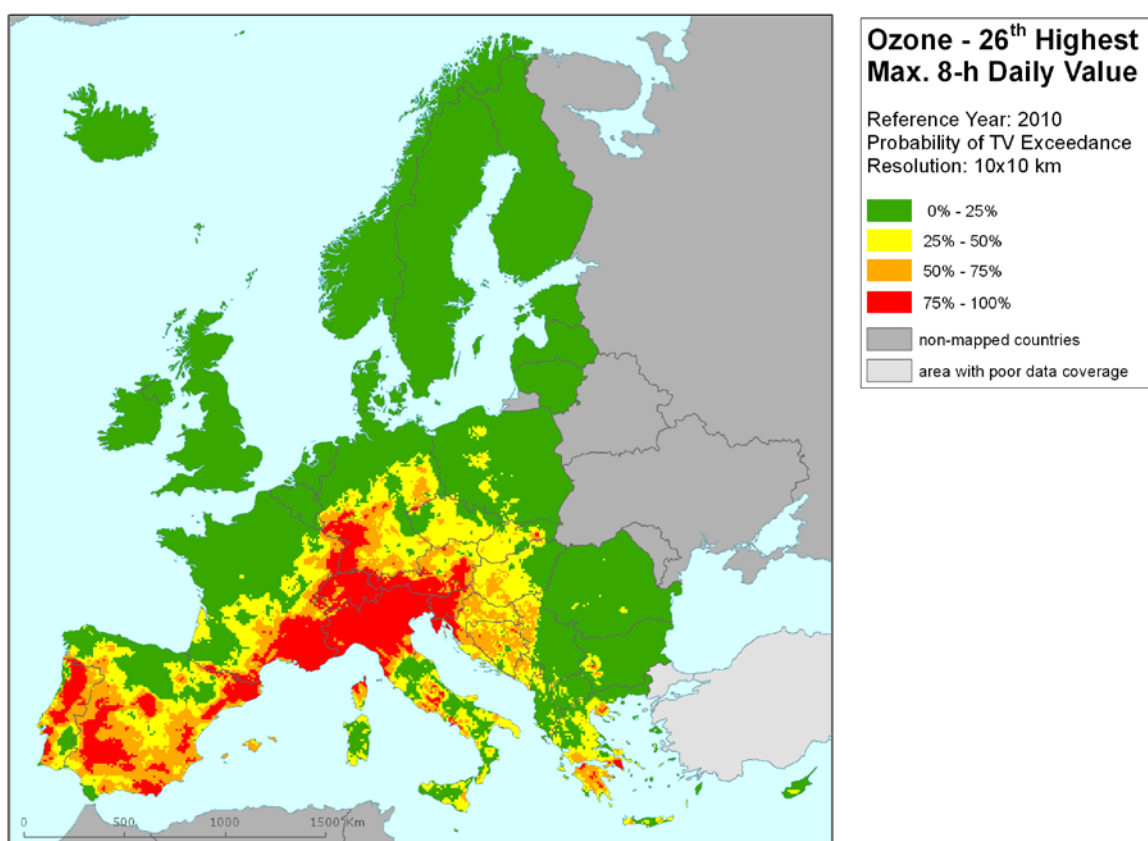 Ozone - 26th Highest
Max. 8-h Daily Value
Reference Year: 2010
Probability of TV Exceedance
Resolution: 10x10 km
0% - 25%
25% - 50%
50% - 75%
75% - 100%
non-mapped countries
area with poor data coverage
0 500 1000 1500 Km